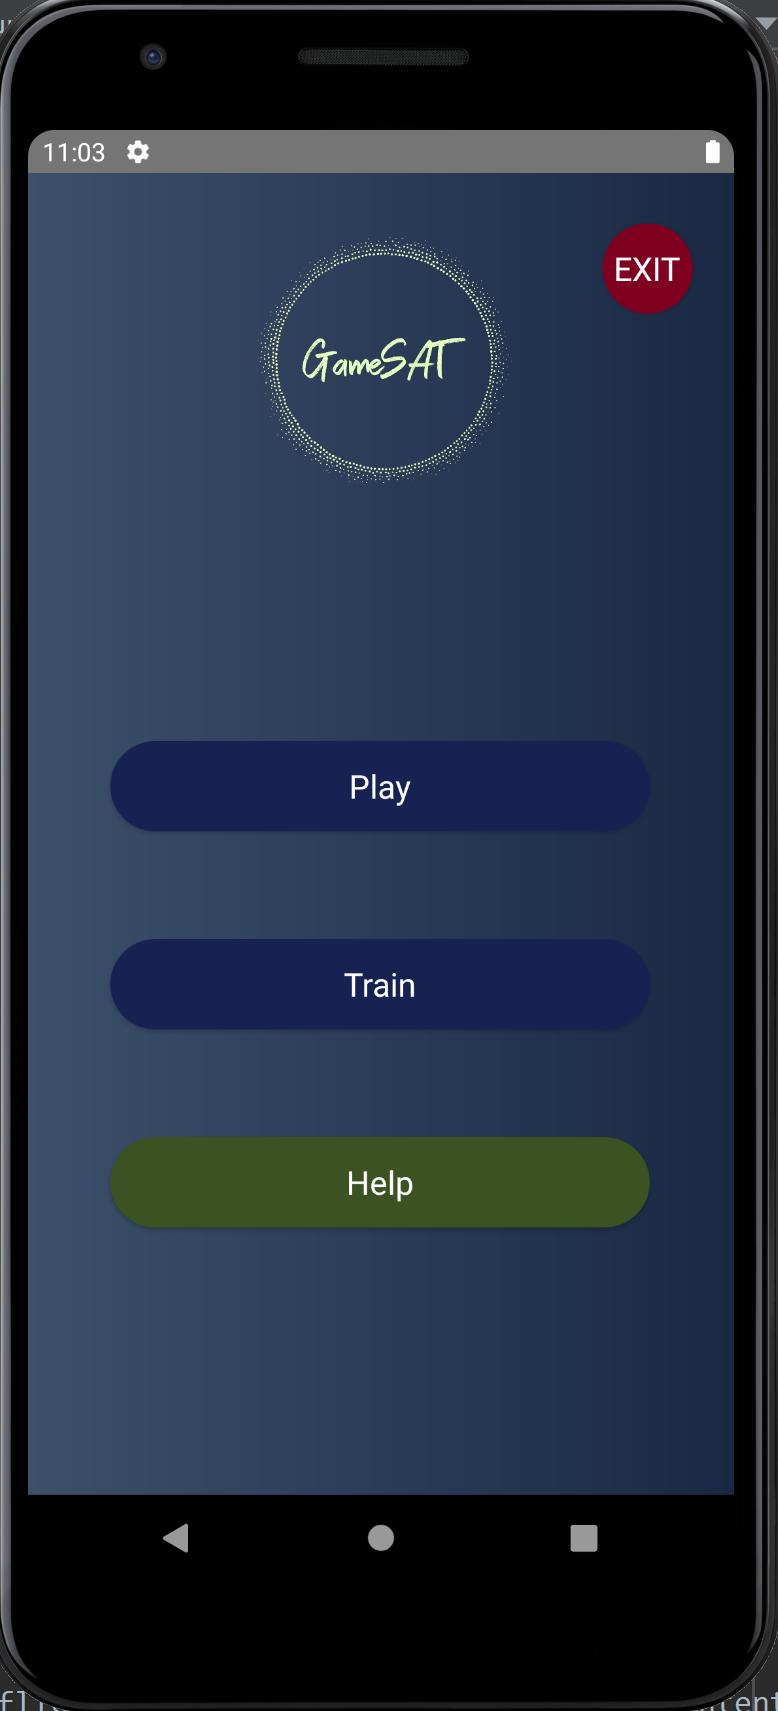 11:03
EXIT
GameSAT
Play
Train
Help